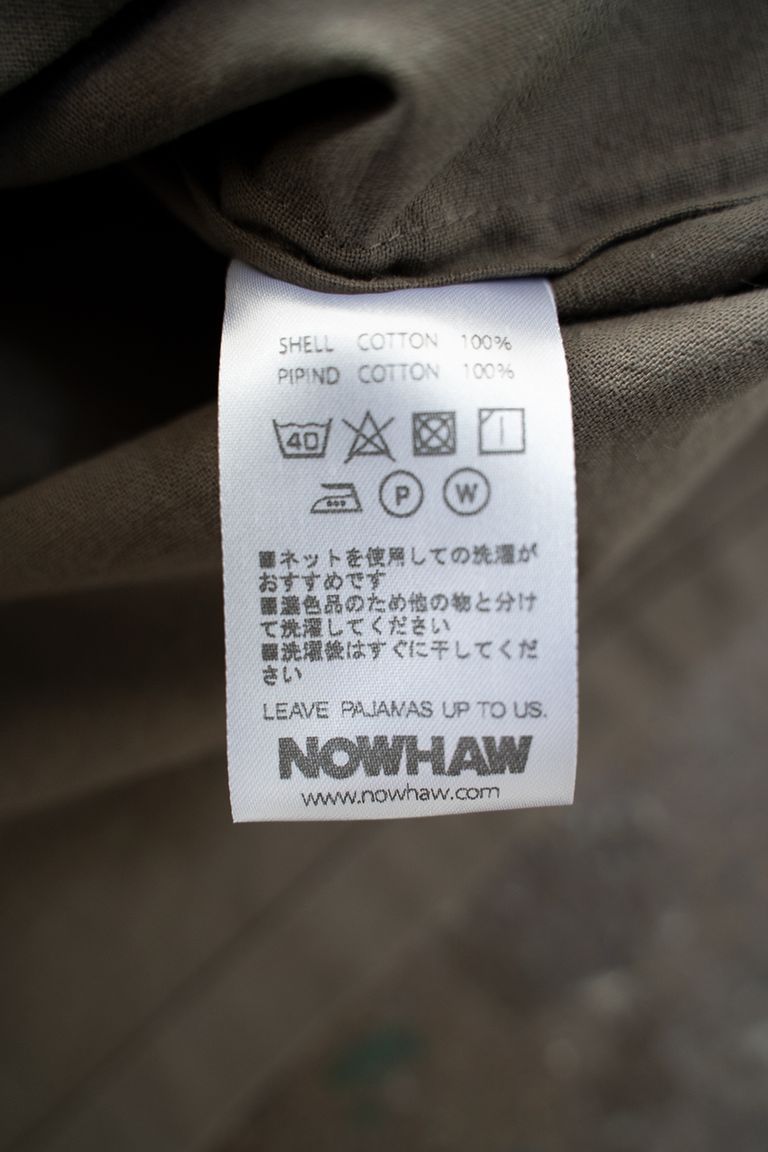 SHELL COTTON 100%
PIPIND COTTON 100%
40
P W
■ネットを使用しての洗濯が
おすすめです
■濃色品のため他の物と分け
て洗濯してください
■洗濯後はすぐに干してくだ
さい
LEAVE PAJAMAS UP TO US.
NOWHAW
www.nowhaw.com